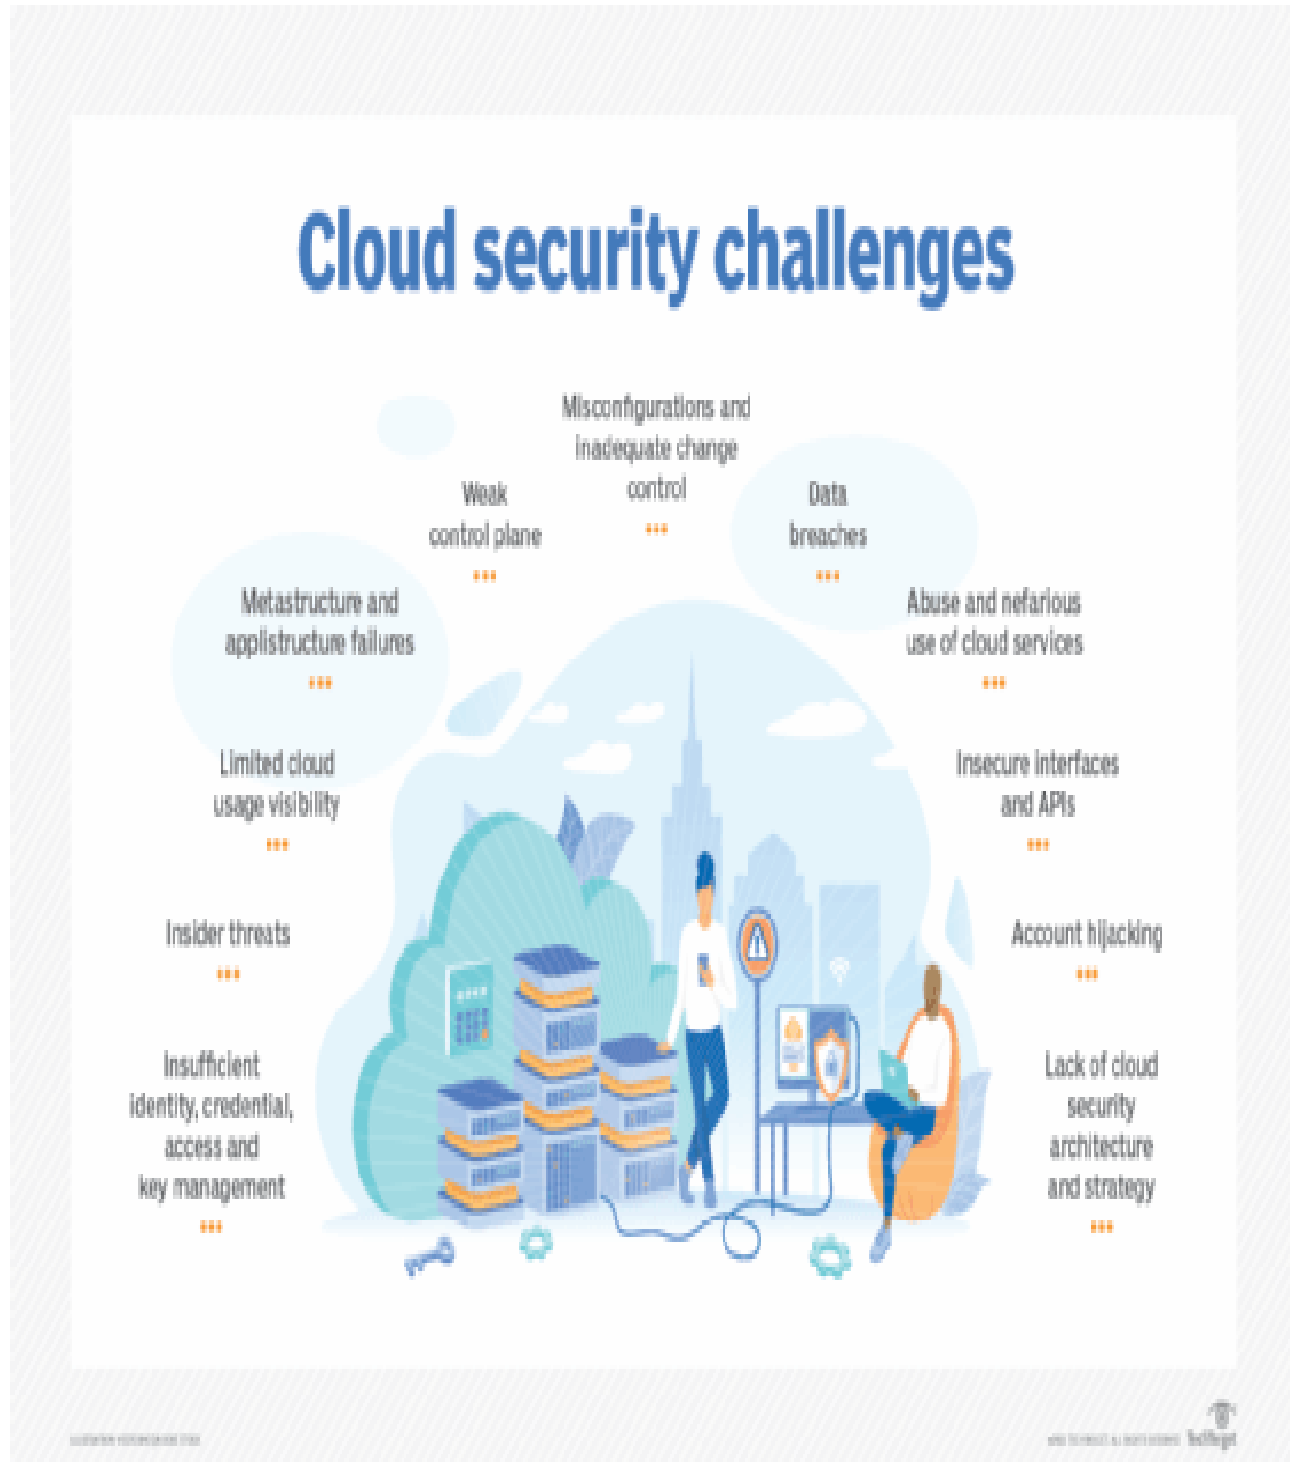 Cloud security challenges
Misconfigurations and
inadequate change
control
Weak
control plane
Data
breaches
Metastructure and
applistructure failures
Abuse and nefarious
use of cloud services
Limited cloud
usage visibility
Insecure interfaces
and APIs
Insider threats
Account hijacking
Insufficient
identity, credential,
access and
key management
Lack of cloud
security
architecture
and strategy
TechTarget